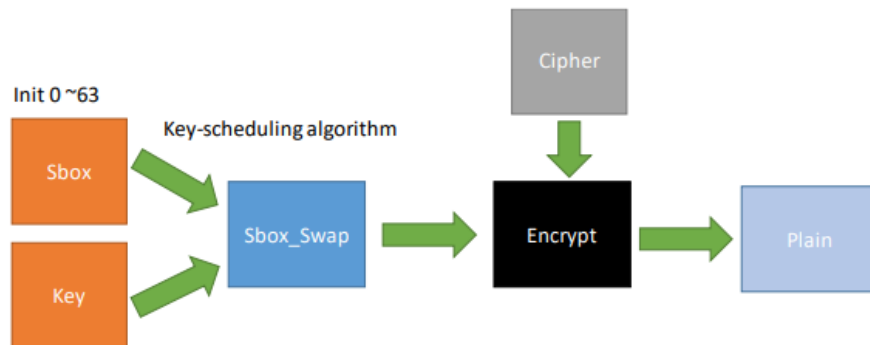 Cipher
Init 0 ~63
Key-scheduling algorithm
Sbox
Sbox_Swap
Encrypt
Plain
Key